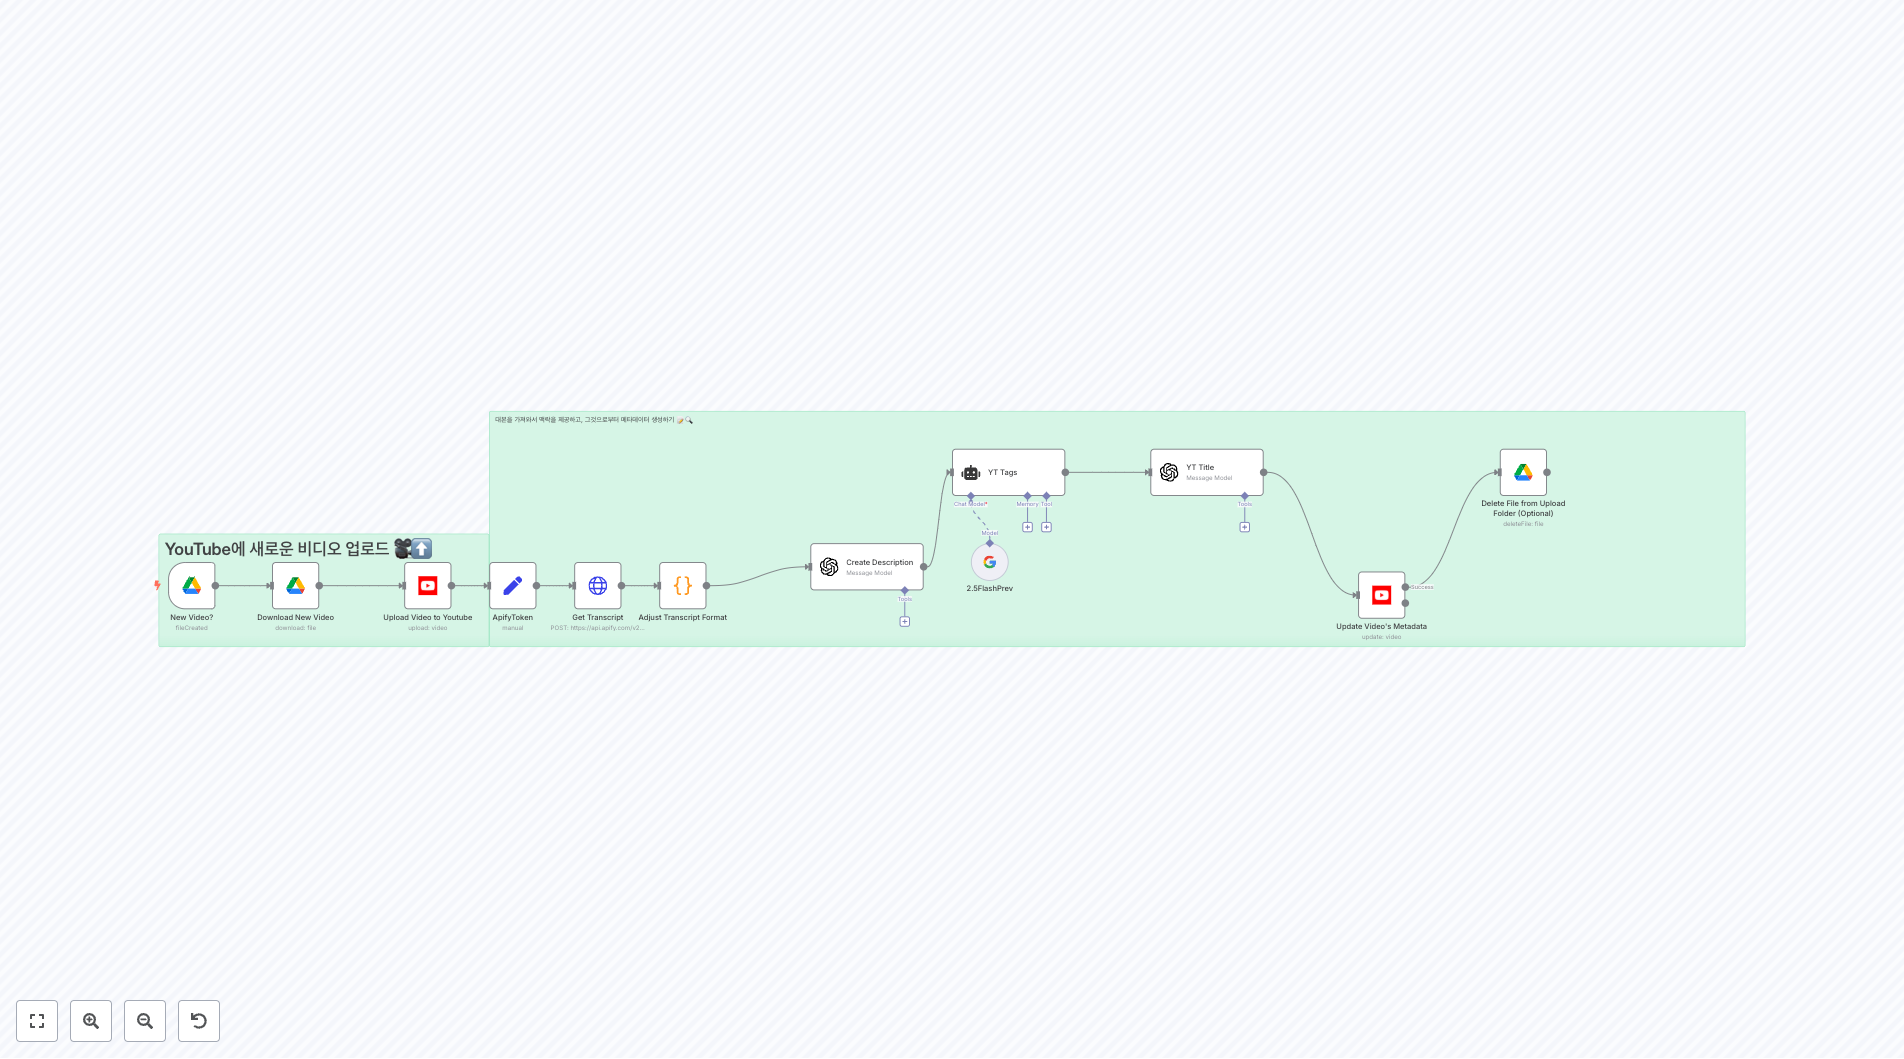 대본을 가져와서 맥락을 제공하고, 그것으로부터 메타데이터 생성하기 📝🔍
YouTube에 새로운 비디오 업로드 🎥⬆️
New Video?
fileCreated
Download New Video
download: file
Upload Video to Youtube
upload: video
ApifyToken
manual
Get Transcript
POST: https://api.apify.com/v2...
Adjust Transcript Format
Create Description
Message Model
Tools
YT Tags
Chat Model*
Memory
Tool
Model
2.5FlashPrev
YT Title
Message Model
Tools
Update Video's Metadata
update: video
Success
Delete File from Upload
Folder (Optional)
deleteFile: file